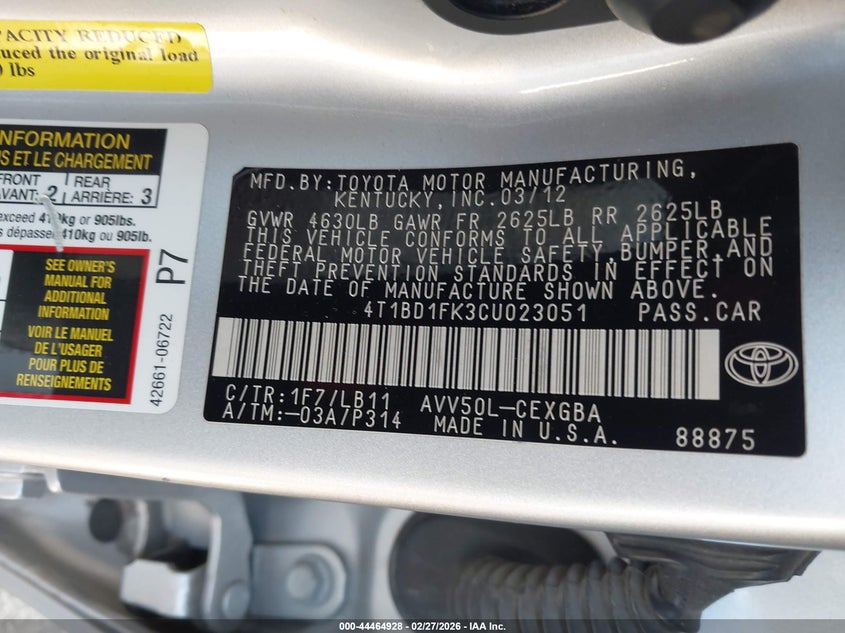 PACITY REDUCED
uced the original load
lbs
NFORMATION
S ET LE CHARGEMENT
FRONT
AVANT: 2
REAR
ARRIÈRE: 3
exceed 410kg or 905lbs.
s dépasser 410kg ou 905lb.
SEE OWNER'S
MANUAL FOR
ADDITIONAL
INFORMATION
VOIR LE MANUEL
DE L'USAGER
POUR PLUS DE
RENSEIGNEMENTS
42661-06722
P7
MFD.BY:TOYOTA MOTOR MANUFACTURING,
KENTUCKY,INC.03/12
GVWR 4630LB GAWR FR 2625LB RR 2625LB
THIS VEHICLE CONFORMS TO ALL APPLICABLE
FEDERAL MOTOR VEHICLE SAFETY,BUMPER,AND
THEFT PREVENTION STANDARDS IN EFFECT ON
THE DATE OF MANUFACTURE SHOWN ABOVE.
4T1BD1FK3CU023051 PASS.CAR
C/TR:1F7/LB11 AVV50L-CEXGBA
A/TM:-03A/P314 MADE IN U.S.A. 88875
000-44464928 - 02/27/2026 - IAA Inc.